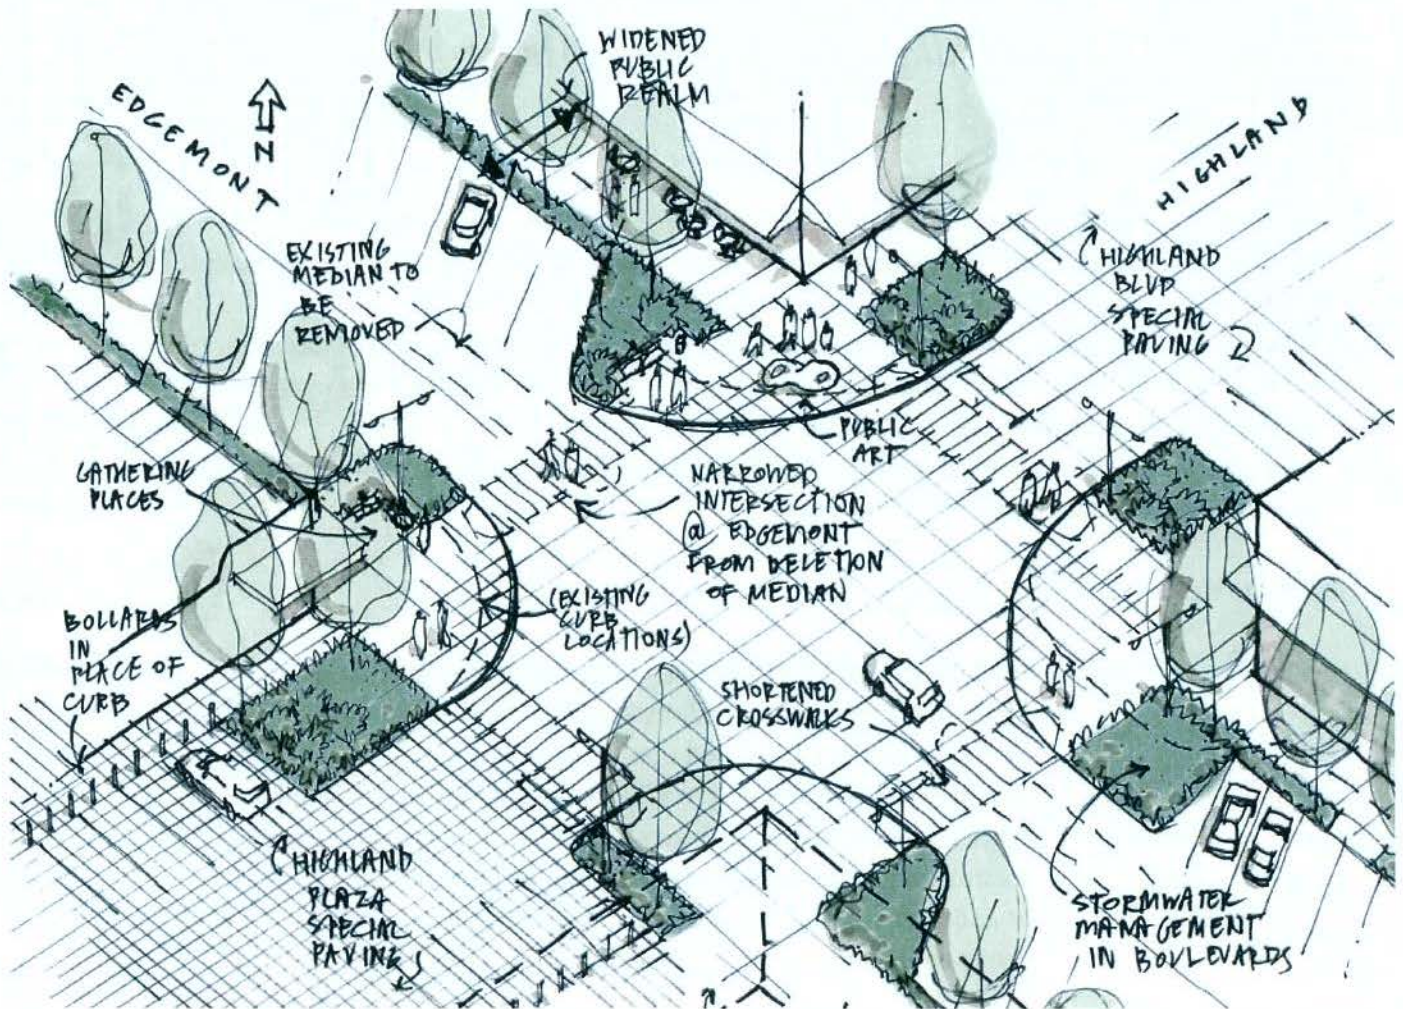 WIDENED
PUBLIC
REALM
EDGEMONT
N
HIGHLAND
EXISTING
MEDIAN TO
BE
REMOVED
HIGHLAND
BLVD
SPECIAL
PAVING
PUBLIC
ART
GATHERING
PLACES
NARROWED
INTERSECTION
@ EDGEMONT
FROM DELETION
OF MEDIAN
(EXISTING
CURB
LOCATIONS)
BOLLARDS
IN
PLACE OF
CURB
SHORTENED
CROSSWALKS
HIGHLAND
PLAZA
SPECIAL
PAVING
STORMWATER
MANAGEMENT
IN BOULEVARDS